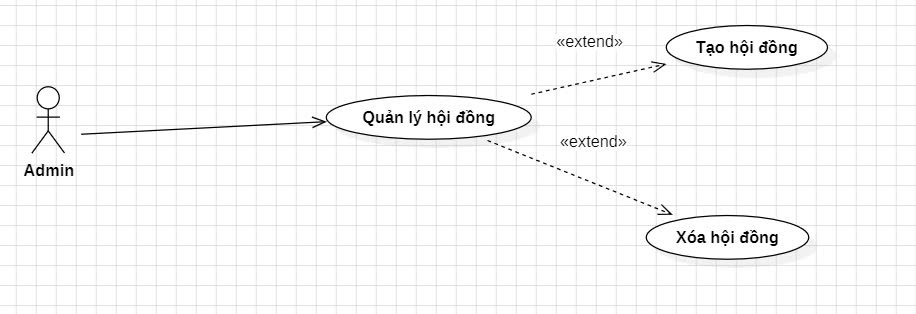 «extend»
Tạo hội đồng
Quản lý hội đồng
«extend»
Admin
Xóa hội đồng